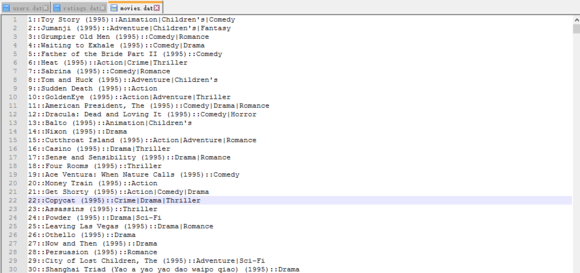 users.dat ratings.dat movies.dat
1 1::Toy Story (1995)::Animation|Children's|Comedy
2 2::Jumanji (1995)::Adventure|Children's|Fantasy
3 3::Grumpier Old Men (1995)::Comedy|Romance
4 4::Waiting to Exhale (1995)::Comedy|Drama
5 5::Father of the Bride Part II (1995)::Comedy
6 6::Heat (1995)::Action|Crime|Thriller
7 7::Sabrina (1995)::Comedy|Romance
8 8::Tom and Huck (1995)::Adventure|Children's
9 9::Sudden Death (1995)::Action
10 10::GoldenEye (1995)::Action|Adventure|Thriller
11 11::American President, The (1995)::Comedy|Drama|Romance
12 12::Dracula: Dead and Loving It (1995)::Comedy|Horror
13 13::Balto (1995)::Animation|Children's
14 14::Nixon (1995)::Drama
15 15::Cutthroat Island (1995)::Action|Adventure|Romance
16 16::Casino (1995)::Drama|Thriller
17 17::Sense and Sensibility (1995)::Drama|Romance
18 18::Four Rooms (1995)::Thriller
19 19::Ace Ventura: When Nature Calls (1995)::Comedy
20 20::Money Train (1995)::Action
21 21::Get Shorty (1995)::Action|Comedy|Drama
22 22::Copycat (1995)::Crime|Drama|Thriller
23 23::Assassins (1995)::Thriller
24 24::Powder (1995)::Drama|Sci-Fi
25 25::Leaving Las Vegas (1995)::Drama|Romance
26 26::Othello (1995)::Drama
27 27::Now and Then (1995)::Drama
28 28::Persuasion (1995)::Romance
29 29::City of Lost Children, The (1995)::Adventure|Sci-Fi
30 30::Shanghai Triad (Yao a yao yao dao waipo qiao) (1995)::Drama